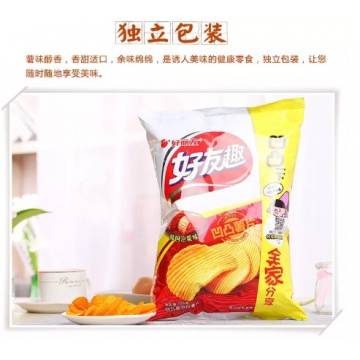 独立包装
薯味醇香，香甜适口，余味绵绵，是诱人美味的健康零食，独立包装，让您
随时随地享受美味。
好丽友
好友趣
凹凸
凹凸薯片
全家分享